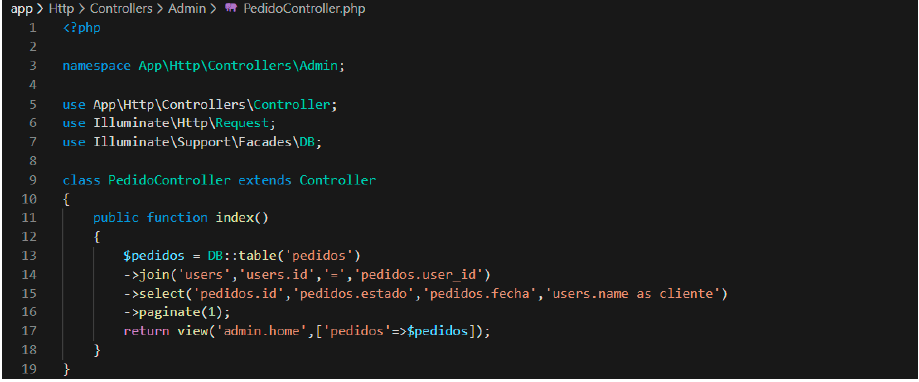 app > Http > Controllers > Admin > PedidoController.php
1 <?php
2
3 namespace App\Http\Controllers\Admin;
4
5 use App\Http\Controllers\Controller;
6 use Illuminate\Http\Request;
7 use Illuminate\Support\Facades\DB;
8
9 class PedidoController extends Controller
10 {
11 public function index()
12 {
13 $pedidos = DB::table('pedidos')
14 ->join('users','users.id','=','pedidos.user_id')
15 ->select('pedidos.id','pedidos.estado','pedidos.fecha','users.name as cliente')
16 ->paginate(1);
17 return view('admin.home',['pedidos'=>$pedidos]);
18 }
19 }